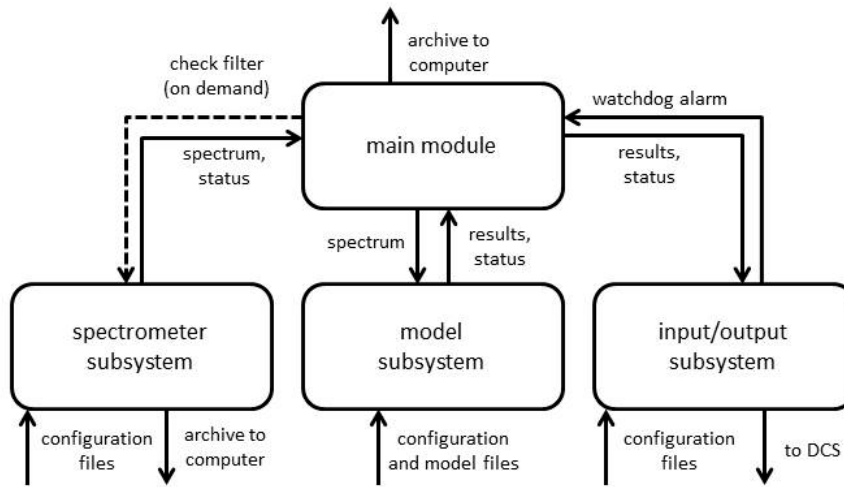 archive to
computer
check filter
(on demand)
watchdog alarm
main module
spectrum,
status
results,
status
spectrum
results,
status
spectrometer
subsystem
model
subsystem
input/output
subsystem
configuration
files
archive to
computer
configuration
and model files
configuration
files
to DCS